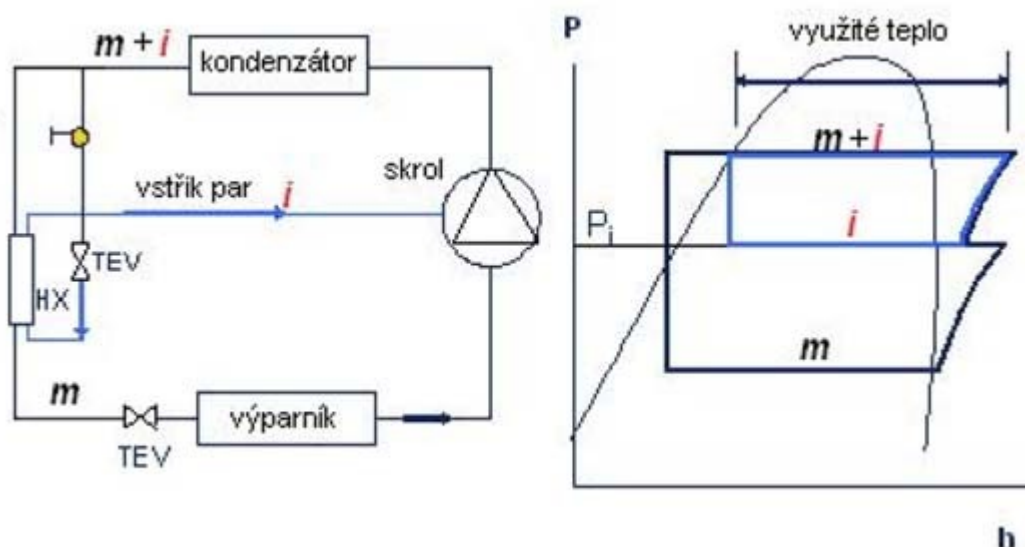 m + i
kondenzátor
skrol
vstřik par i
TEV
HX
m
výparník
TEV
P
využité teplo
m + i
Pi
i
m
h